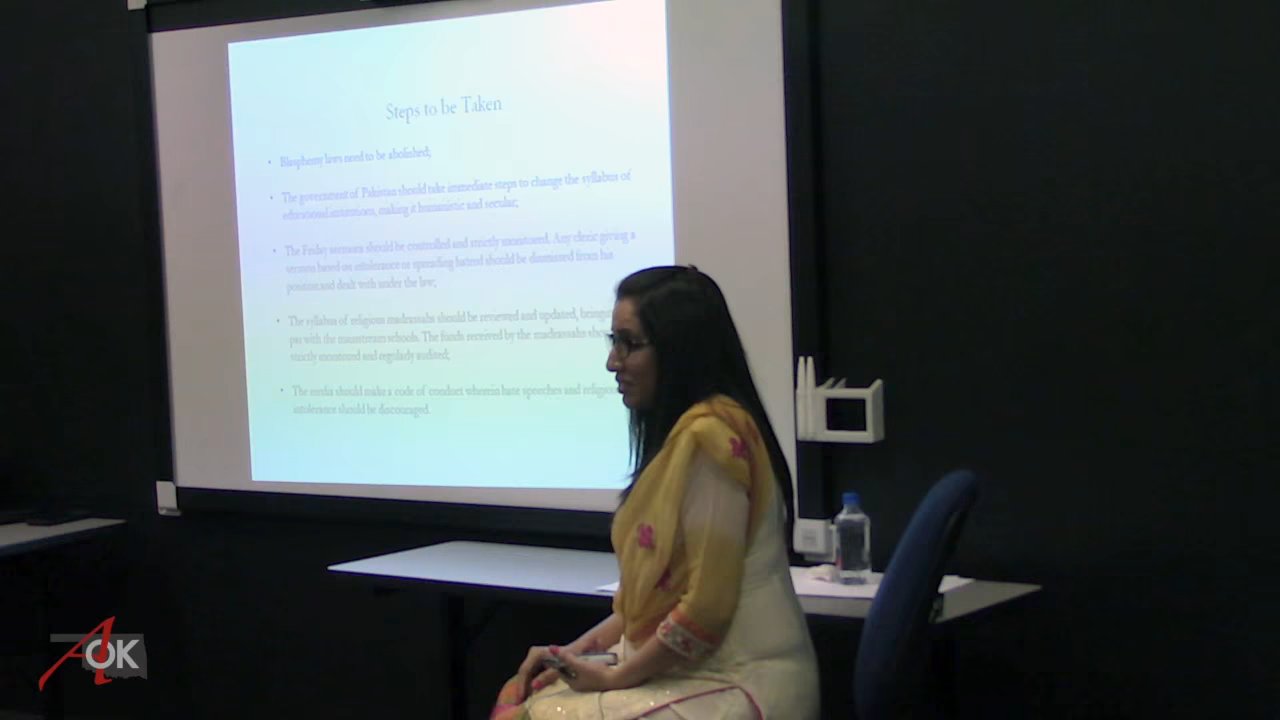 Steps to be Taken
• Blasphemy laws need to be abolished;
• The government of Pakistan should take immediate steps to change the syllabus of
educational intuitions, making it humanistic and secular;
• The Friday sermons should be controlled and strictly monitored. Any cleric giving a
sermon based on intolerance or spreading hatred should be dismissed from his
position and dealt with under the law;
• The syllabus of religious madrassahs should be reviewed and updated,
par with the mainstream schools. The funds received by the madrassahs
strictly monitored and regularly audited;
• The media should make a code of conduct wherein hate speeches and
intolerance should be discouraged.
AOK